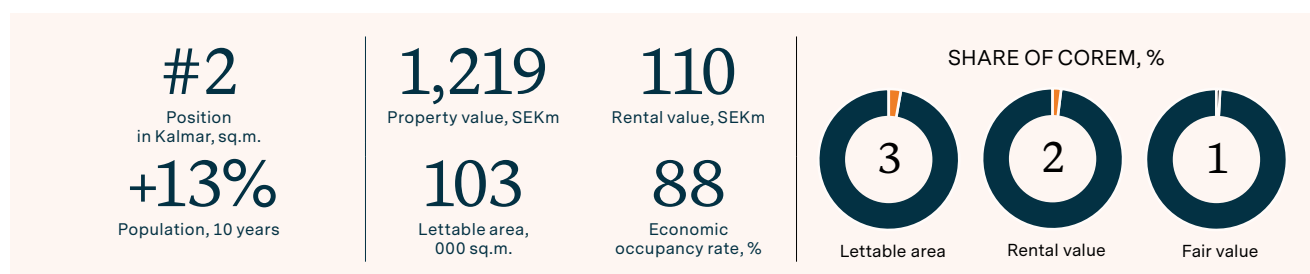 #2
Position
in Kalmar, sq.m.
+13%
Population, 10 years
1,219
Property value, SEKm
110
Rental value, SEKm
103
Lettable area,
000 sq.m.
88
Economic
occupancy rate, %
SHARE OF COREM, %
3
Lettable area
2
Rental value
1
Fair value